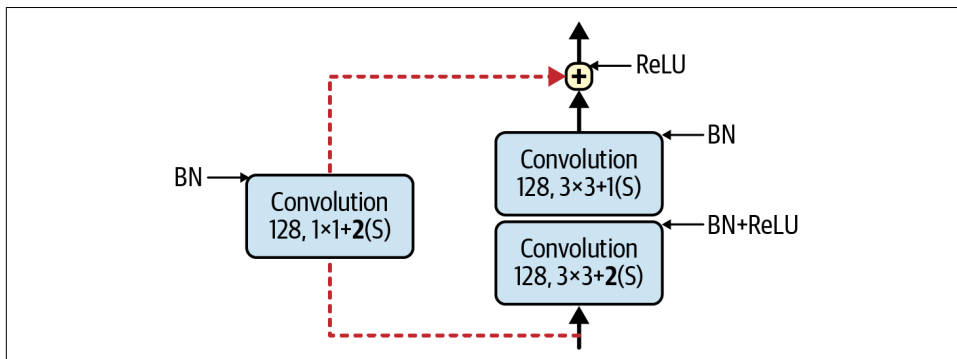 +
ReLU
BN
Convolution
128, 3×3+1(S)
BN
Convolution
128, 1×1+2(S)
BN+ReLU
Convolution
128, 3×3+2(S)